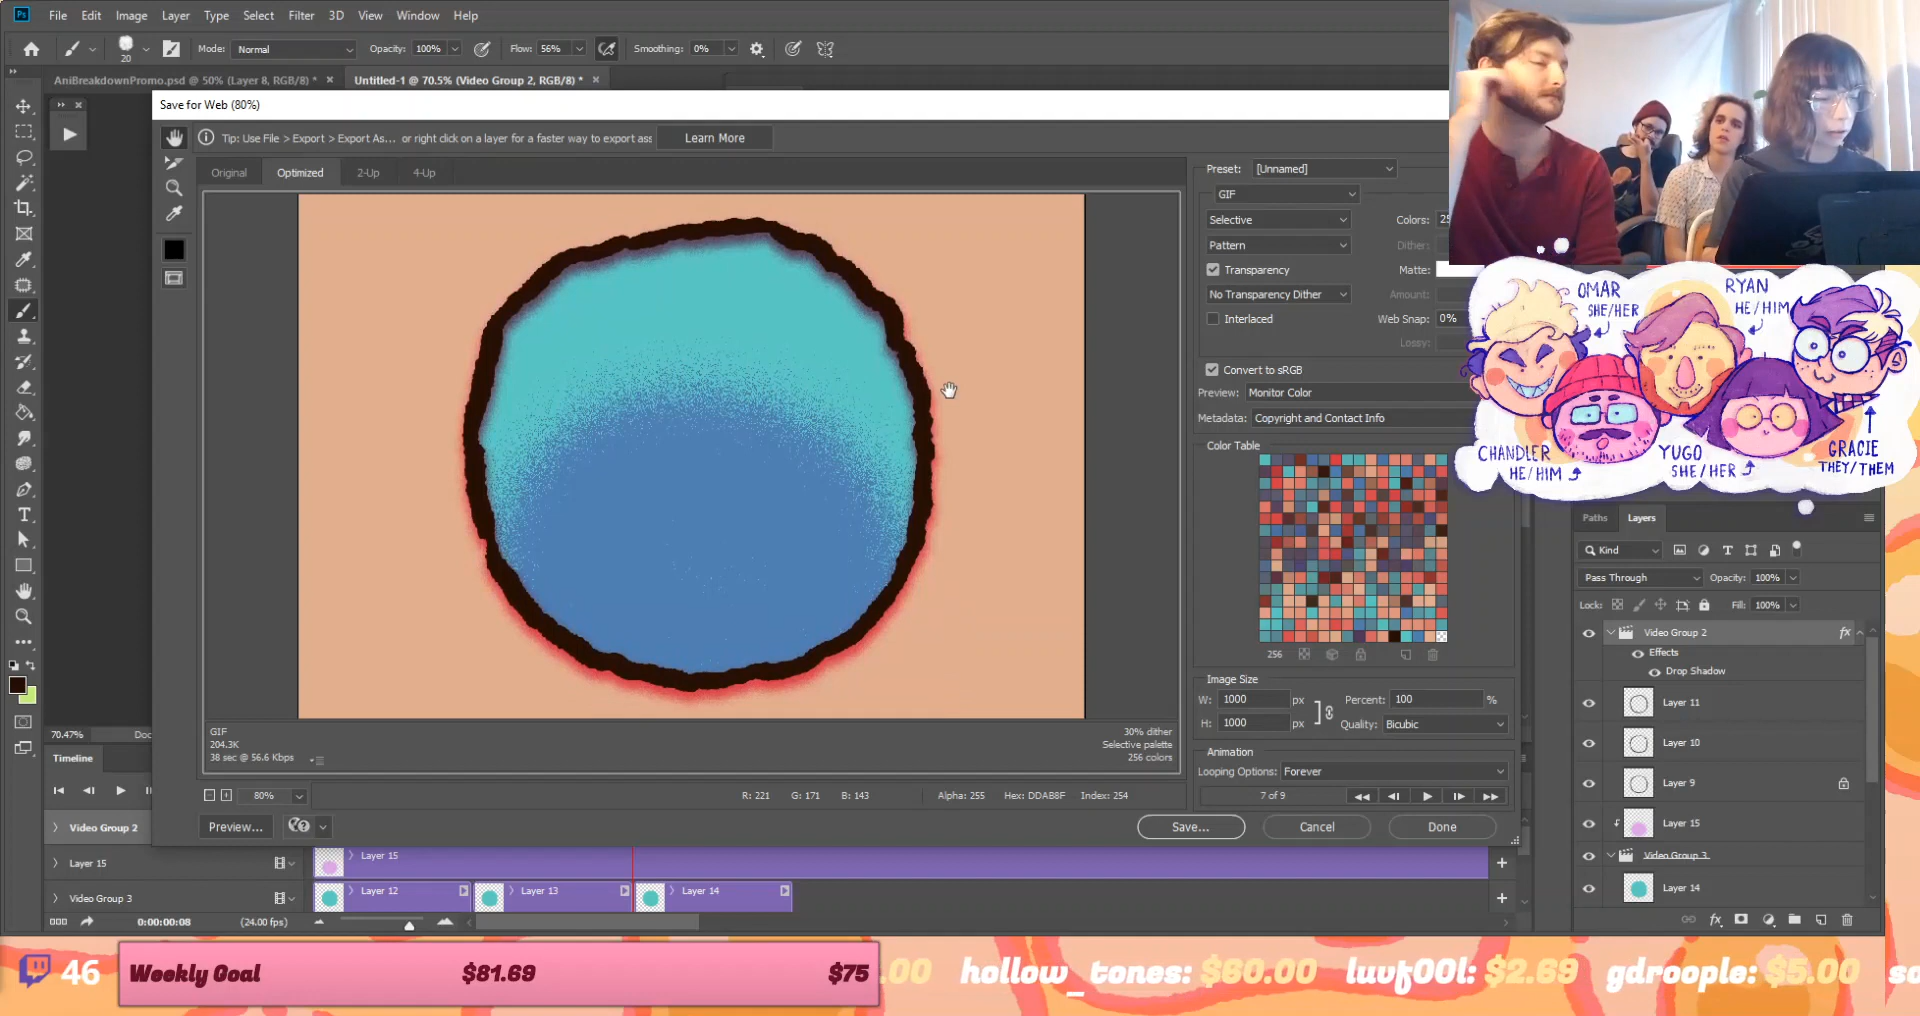 Ps File Edit Image Layer Type Select Filter 3D View Window Help
20 Mode: Normal Opacity: 100% Flow: 56% Smoothing: 0%
AniBreakdownPromo.psd @ 50% (Layer 8, RGB/8) * × Untitled-1 @ 70.5% (Video Group 2, RGB/8) * ×
Save for Web (80%)
Tip: Use File > Export > Export As... or right click on a layer for a faster way to export ass
Learn More
Original Optimized 2-Up 4-Up
Preset: [Unnamed]
GIF
Selective Colors: 25
Pattern Dither:
Transparency Matte:
No Transparency Dither Amount:
Interlaced Web Snap: 0%
Lossy:
Convert to sRGB
Preview: Monitor Color
Metadata: Copyright and Contact Info
Color Table
256
Image Size
W: 1000 px Percent: 100 %
H: 1000 px Quality: Bicubic
Animation
Looping Options: Forever
7 of 9
GIF
204.3K
38 sec @ 56.6 Kbps
30% dither
Selective palette
256 colors
80% R: 221 G: 171 B: 143 Alpha: 255 Hex: DDAB8F Index: 254
Preview... Save... Cancel Done
70.47% Doc
Timeline
Video Group 2
Layer 15 Layer 15
Video Group 3 Layer 12 Layer 13 Layer 14
0:00:00:08 (24.00 fps)
OMAR
SHE/HER
RYAN
HE/HIM
CHANDLER
HE/HIM
YUGO
SHE/HER
GRACIE
THEY/THEM
Paths Layers
Kind
Pass Through Opacity: 100%
Lock: Fill: 100%
Video Group 2 fx
Effects
Drop Shadow
Layer 11
Layer 10
Layer 9
Layer 15
Video Group 3
Layer 14
fx
46 Weekly Goal $81.69 $75 .00 hollow_tones: $60.00 luvf00l: $2.69 gdroople: $5.00 so